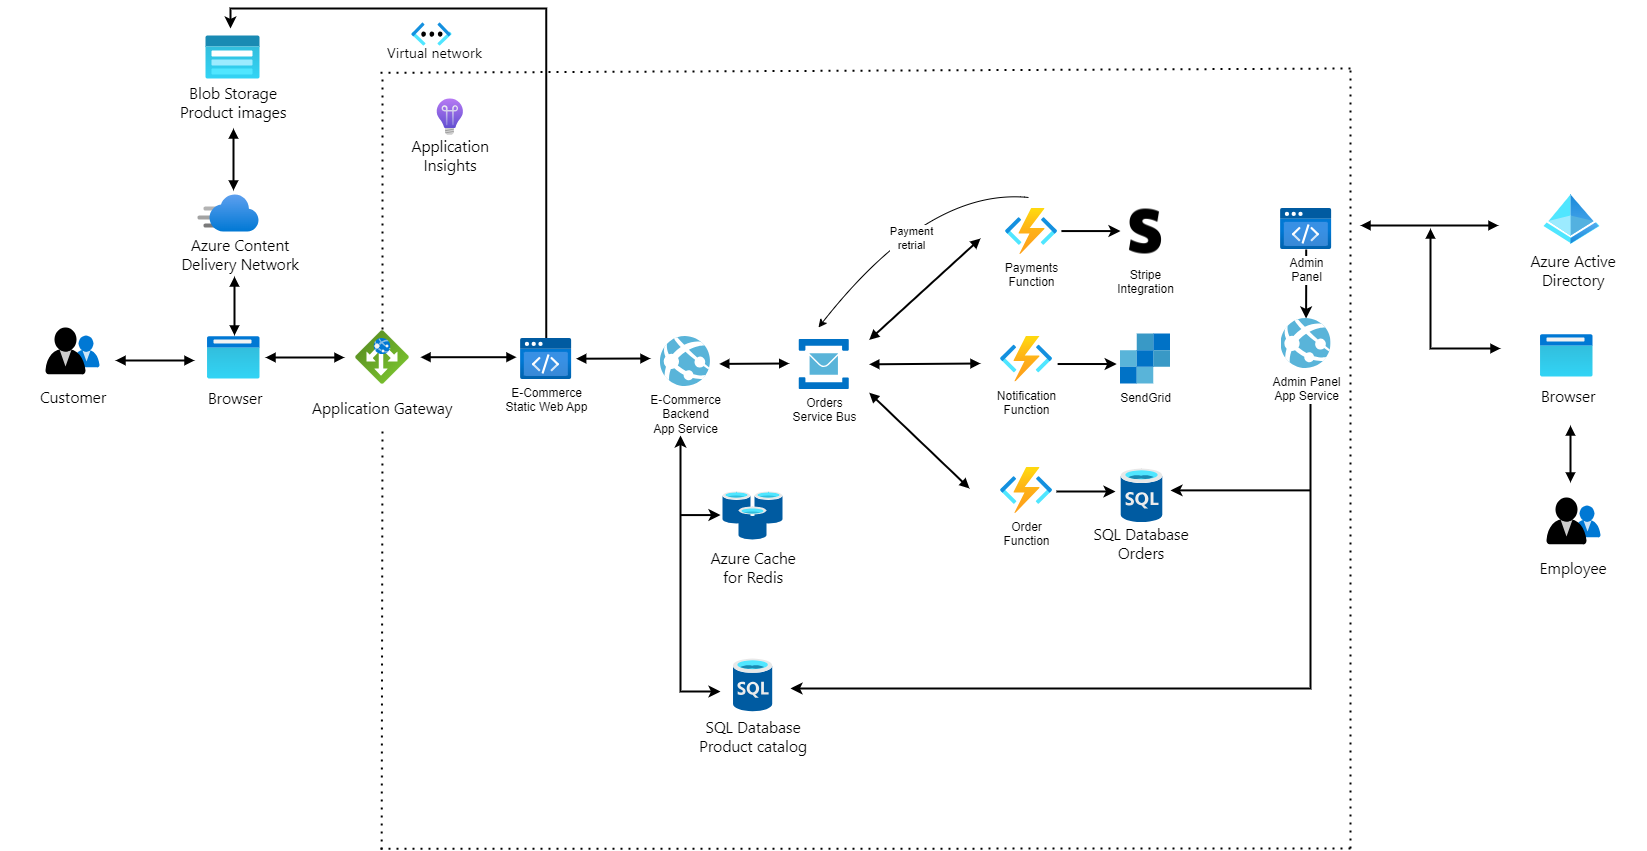 Virtual network
Blob Storage
Product images
Application
Insights
Azure Content
Delivery Network
Payment
retrial
Payments
Function
S
Stripe
Integration
Admin
Panel
Azure Active
Directory
Customer
Browser
Application Gateway
E-Commerce
Static Web App
E-Commerce
Backend
App Service
Orders
Service Bus
Notification
Function
SendGrid
Admin Panel
App Service
Browser
SQL
Order
Function
SQL Database
Orders
Azure Cache
for Redis
Employee
SQL
SQL Database
Product catalog